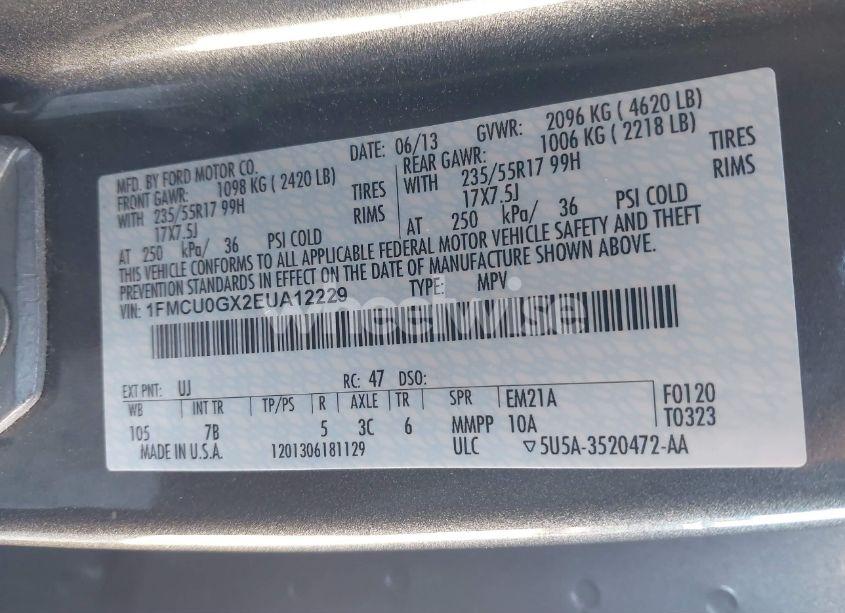 MFD. BY FORD MOTOR CO.
DATE: 06/13 GVWR: 2096 KG ( 4620 LB)
FRONT GAWR: 1098 KG ( 2420 LB)
REAR GAWR: 1006 KG ( 2218 LB)
WITH 235/55R17 99H TIRES
WITH 235/55R17 99H TIRES
17X7.5J RIMS
17X7.5J RIMS
AT 250 kPa/ 36 PSI COLD
AT 250 kPa/ 36 PSI COLD
THIS VEHICLE CONFORMS TO ALL APPLICABLE FEDERAL MOTOR VEHICLE SAFETY AND THEFT
PREVENTION STANDARDS IN EFFECT ON THE DATE OF MANUFACTURE SHOWN ABOVE.
VIN: 1FMCU0GX2EUA12229 TYPE: MPV
wheelwise
EXT PNT: UJ RC: 47 DSO:
WB INT TR TP/PS R AXLE TR SPR EM21A F0120
105 7B 5 3C 6 MMPP 10A T0323
MADE IN U.S.A. 1201306181129 ULC ▽5U5A-3520472-AA